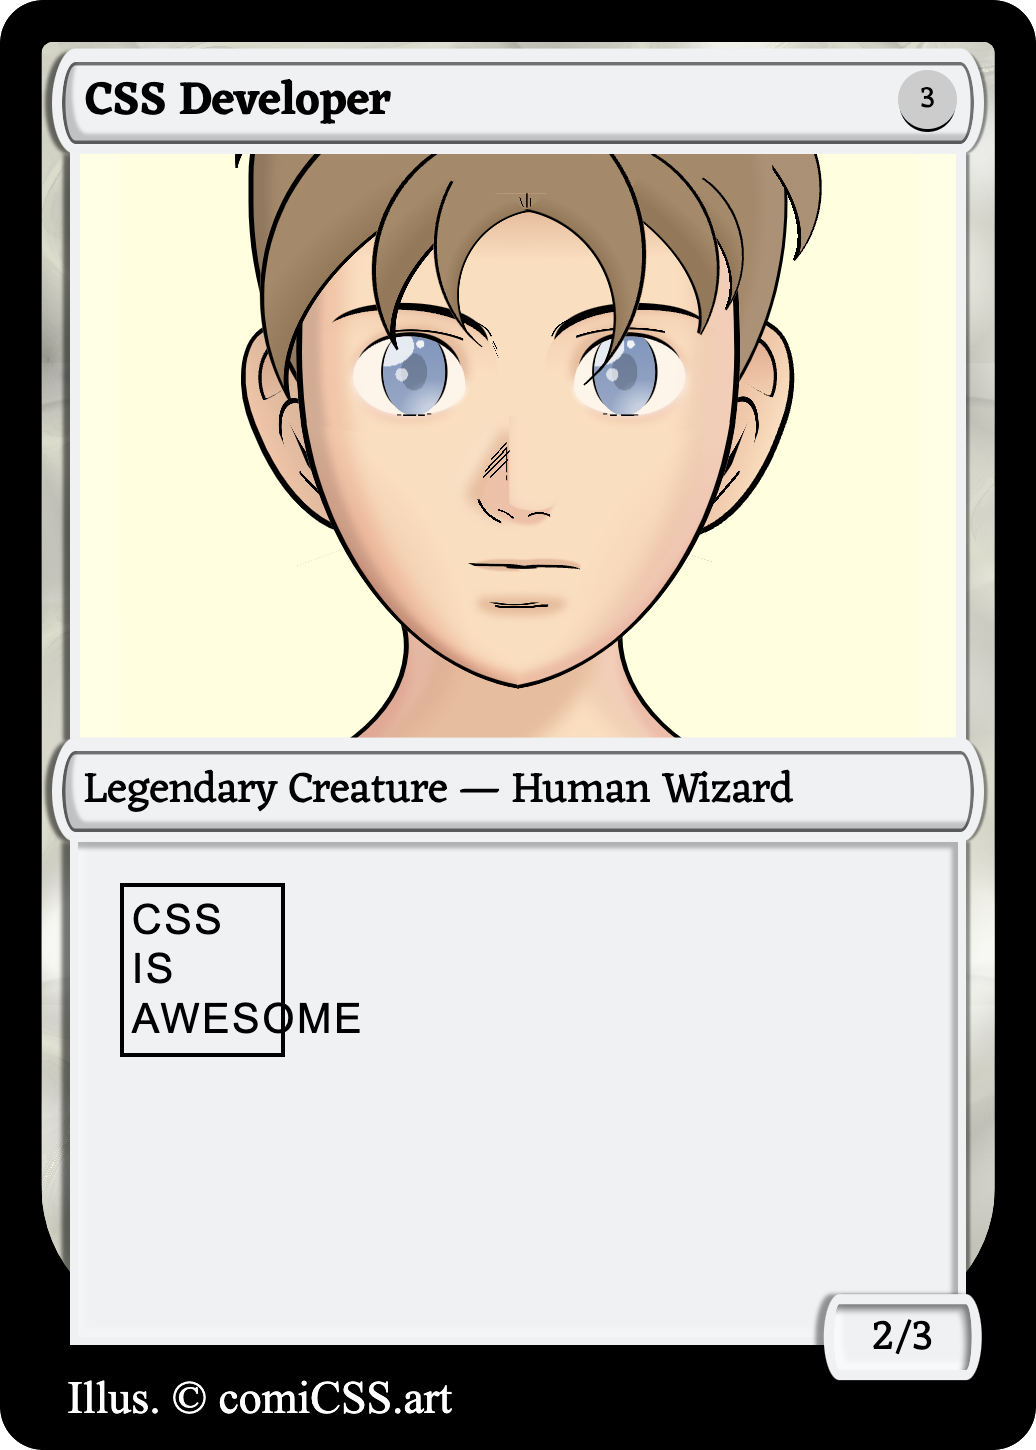 CSS Developer
3
Legendary Creature — Human Wizard
CSS
IS
AWESOME
2/3
Illus. © comiCSS.art